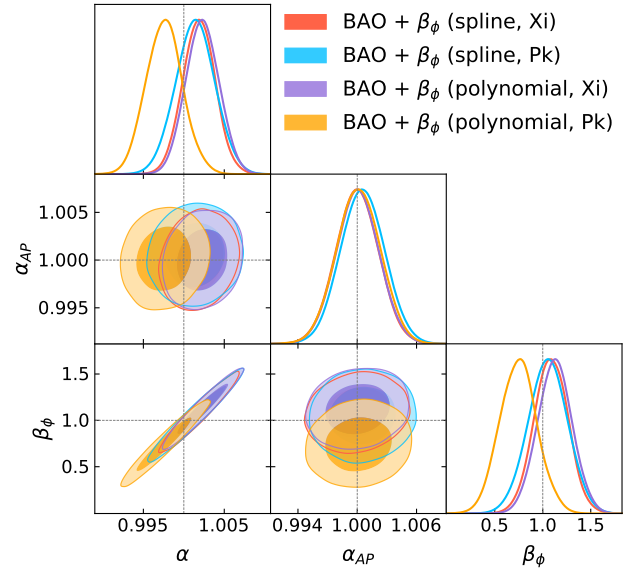 BAO + βϕ (spline, Xi)
BAO + βϕ (spline, Pk)
BAO + βϕ (polynomial, Xi)
BAO + βϕ (polynomial, Pk)
1.005
1.000
0.995
αAP
1.5
1.0
0.5
βϕ
0.995 1.005
0.994 1.000 1.006
0.5 1.0 1.5
α
αAP
βϕ